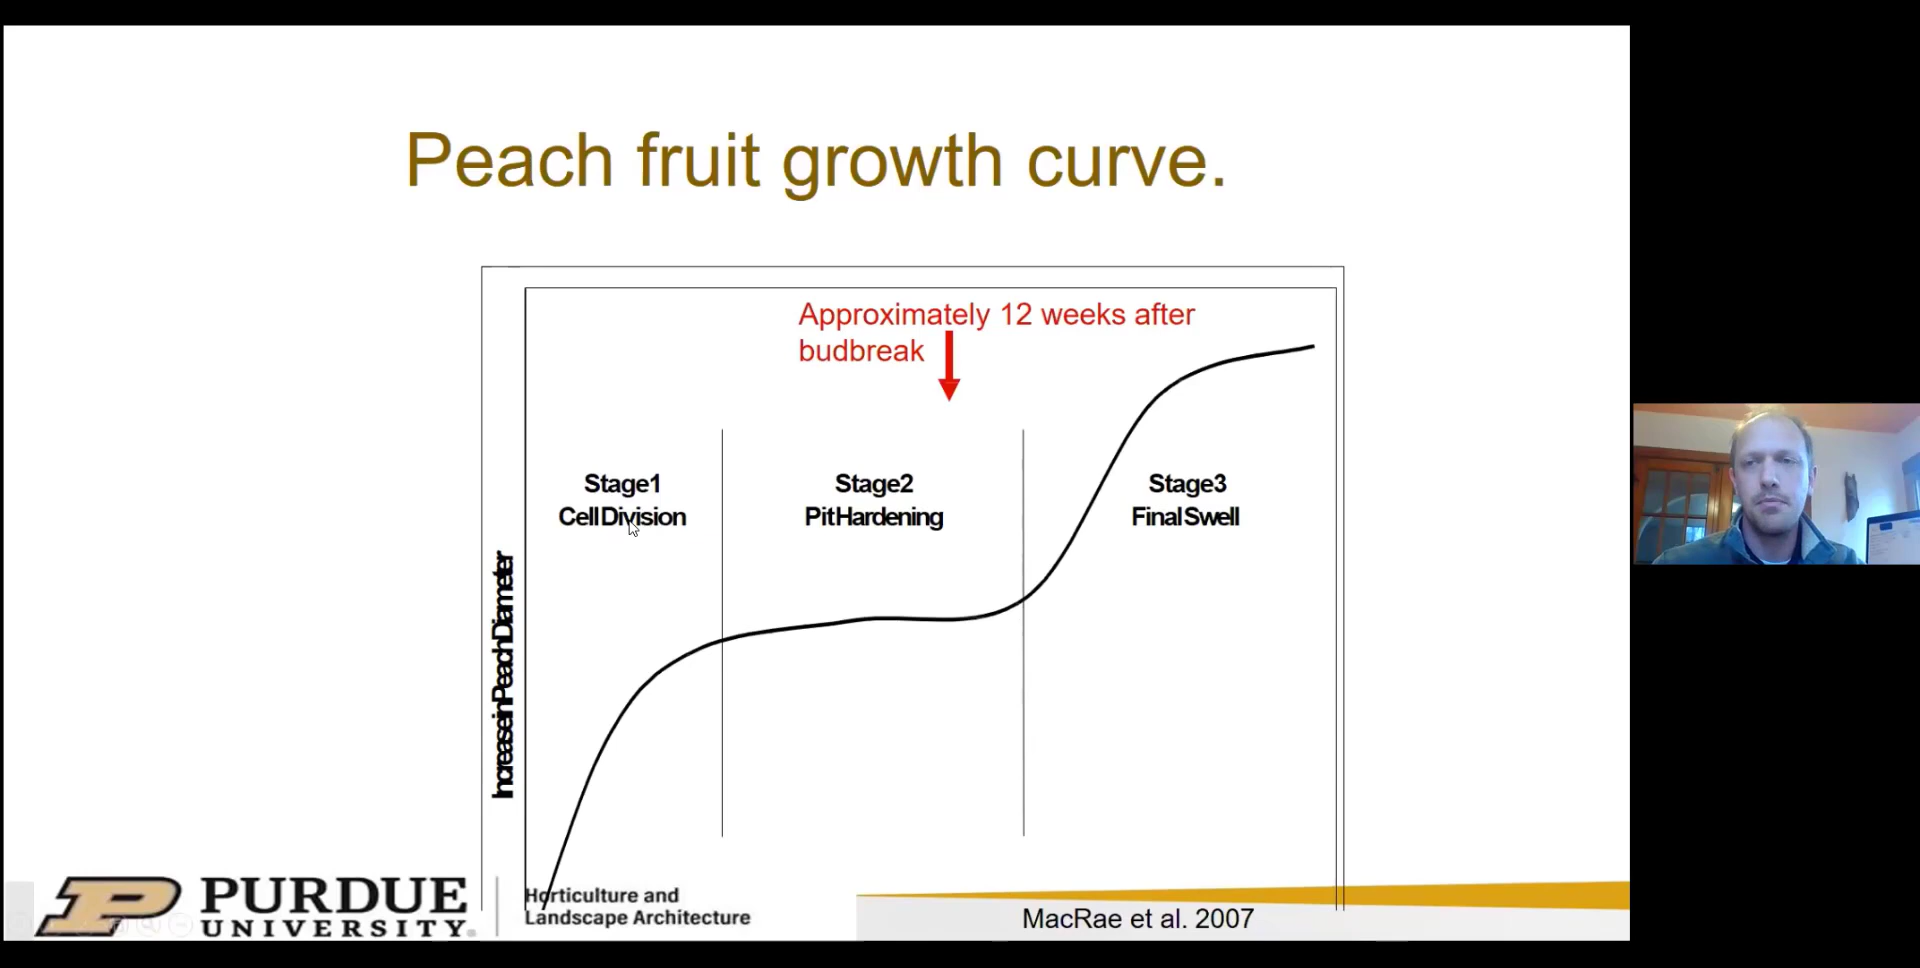 Peach fruit growth curve.
Approximately 12 weeks after
budbreak
Stage1
CellDivision
Stage2
PitHardening
Stage3
FinalSwell
IncreaseinPeachDiameter
PURDUE
UNIVERSITY®
Horticulture and
Landscape Architecture
MacRae et al. 2007